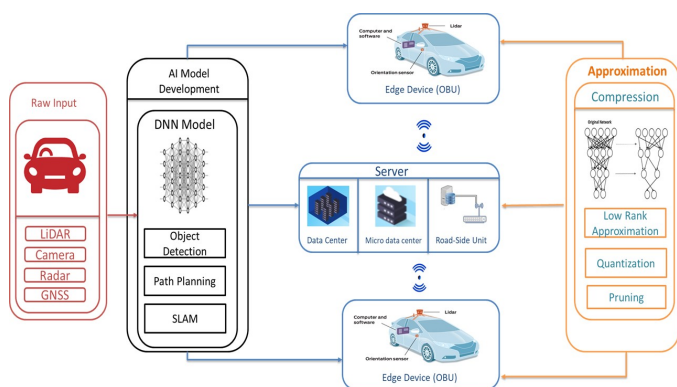 Raw Input
LiDAR
Camera
Radar
GNSS
AI Model
Development
DNN Model
Object
Detection
Path Planning
SLAM
Lidar
Computer and
software
Orientation sensor
Edge Device (OBU)
Server
Data Center
Micro data center
Road-Side Unit
Lidar
Computer and
software
Orientation sensor
Edge Device (OBU)
Approximation
Compression
Original Network
Low Rank
Approximation
Quantization
Pruning